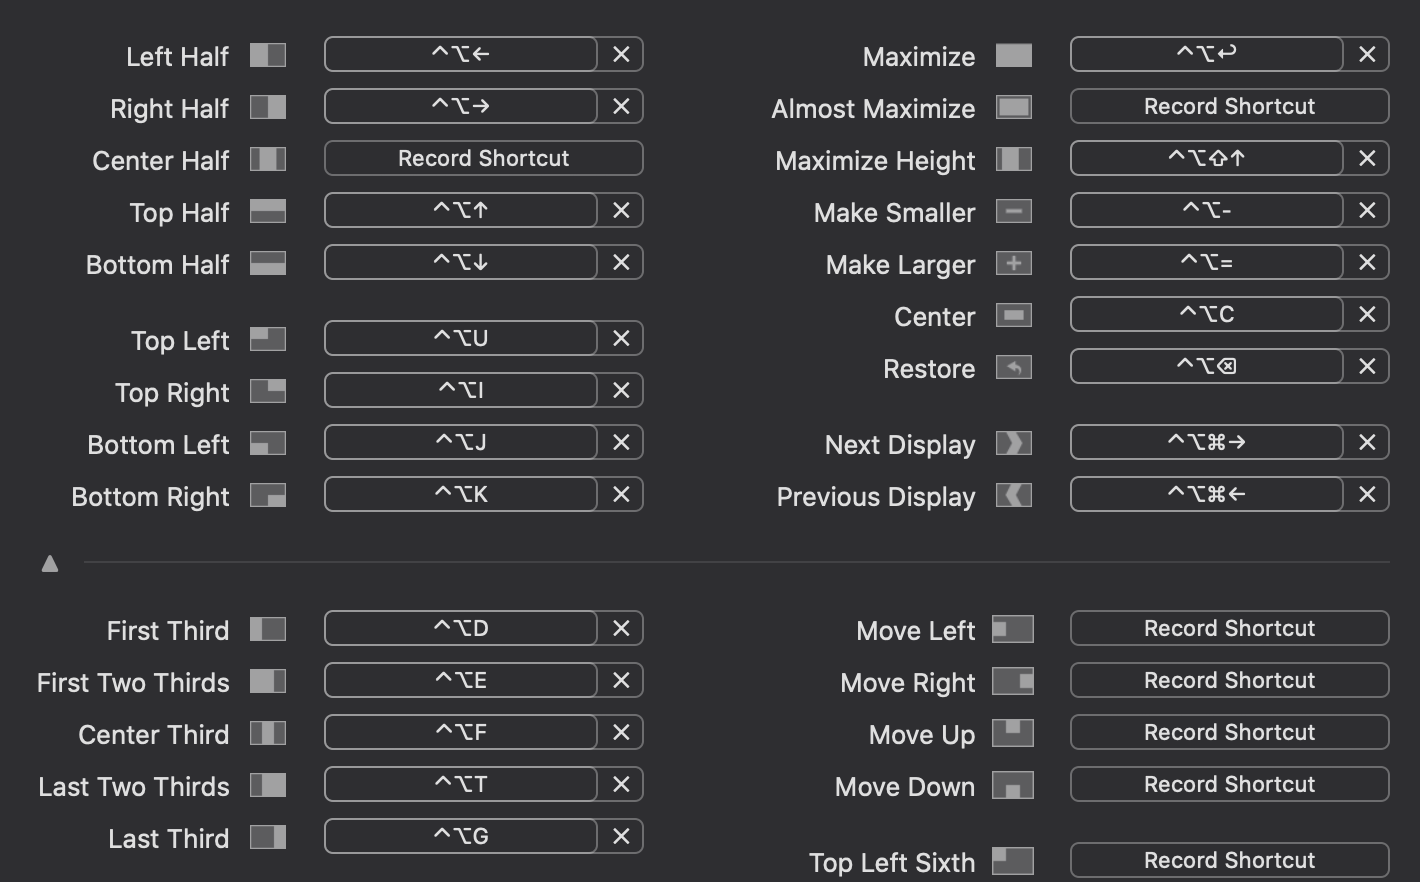 Left Half ^⌥← ✕
Right Half ^⌥→ ✕
Center Half Record Shortcut
Top Half ^⌥↑ ✕
Bottom Half ^⌥↓ ✕
Top Left ^⌥U ✕
Top Right ^⌥I ✕
Bottom Left ^⌥J ✕
Bottom Right ^⌥K ✕
Maximize ^⌥↩ ✕
Almost Maximize Record Shortcut
Maximize Height ^⌥⇧↑ ✕
Make Smaller ^⌥- ✕
Make Larger ^⌥= ✕
Center ^⌥C ✕
Restore ^⌥⌫ ✕
Next Display ^⌥⌘→ ✕
Previous Display ^⌥⌘← ✕
First Third ^⌥D ✕
First Two Thirds ^⌥E ✕
Center Third ^⌥F ✕
Last Two Thirds ^⌥T ✕
Last Third ^⌥G ✕
Move Left Record Shortcut
Move Right Record Shortcut
Move Up Record Shortcut
Move Down Record Shortcut
Top Left Sixth Record Shortcut